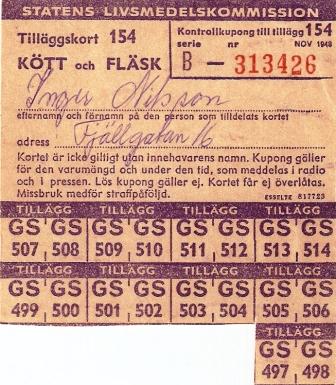 STATENS LIVSMEDELSKOMMISSION
Tilläggskort 154
KÖTT och FLÄSK
Kontrollkupong till tillägg 154
serie nr NOV 1948
B — 313426
Inger Nilsson
efternamn och förnamn på den person som tilldelats kortet
adress Fjällgatan 16
Kortet är icke giltigt utan innehavarens namn. Kupong gäller
för den varumängd och under den tid, som meddelas i radio
och i pressen. Lös kupong gäller ej. Kortet får ej överlåtas.
Missbruk medför straffpåföljd.
ESSELTE 817723
TILLÄGG TILLÄGG TILLÄGG TILLÄGG
GS GS GS GS GS GS GS GS
507 508 509 510 511 512 513 514
TILLÄGG TILLÄGG TILLÄGG TILLÄGG
GS GS GS GS GS GS GS GS
499 500 501 502 503 504 505 506
TILLÄGG
GS GS
497 498